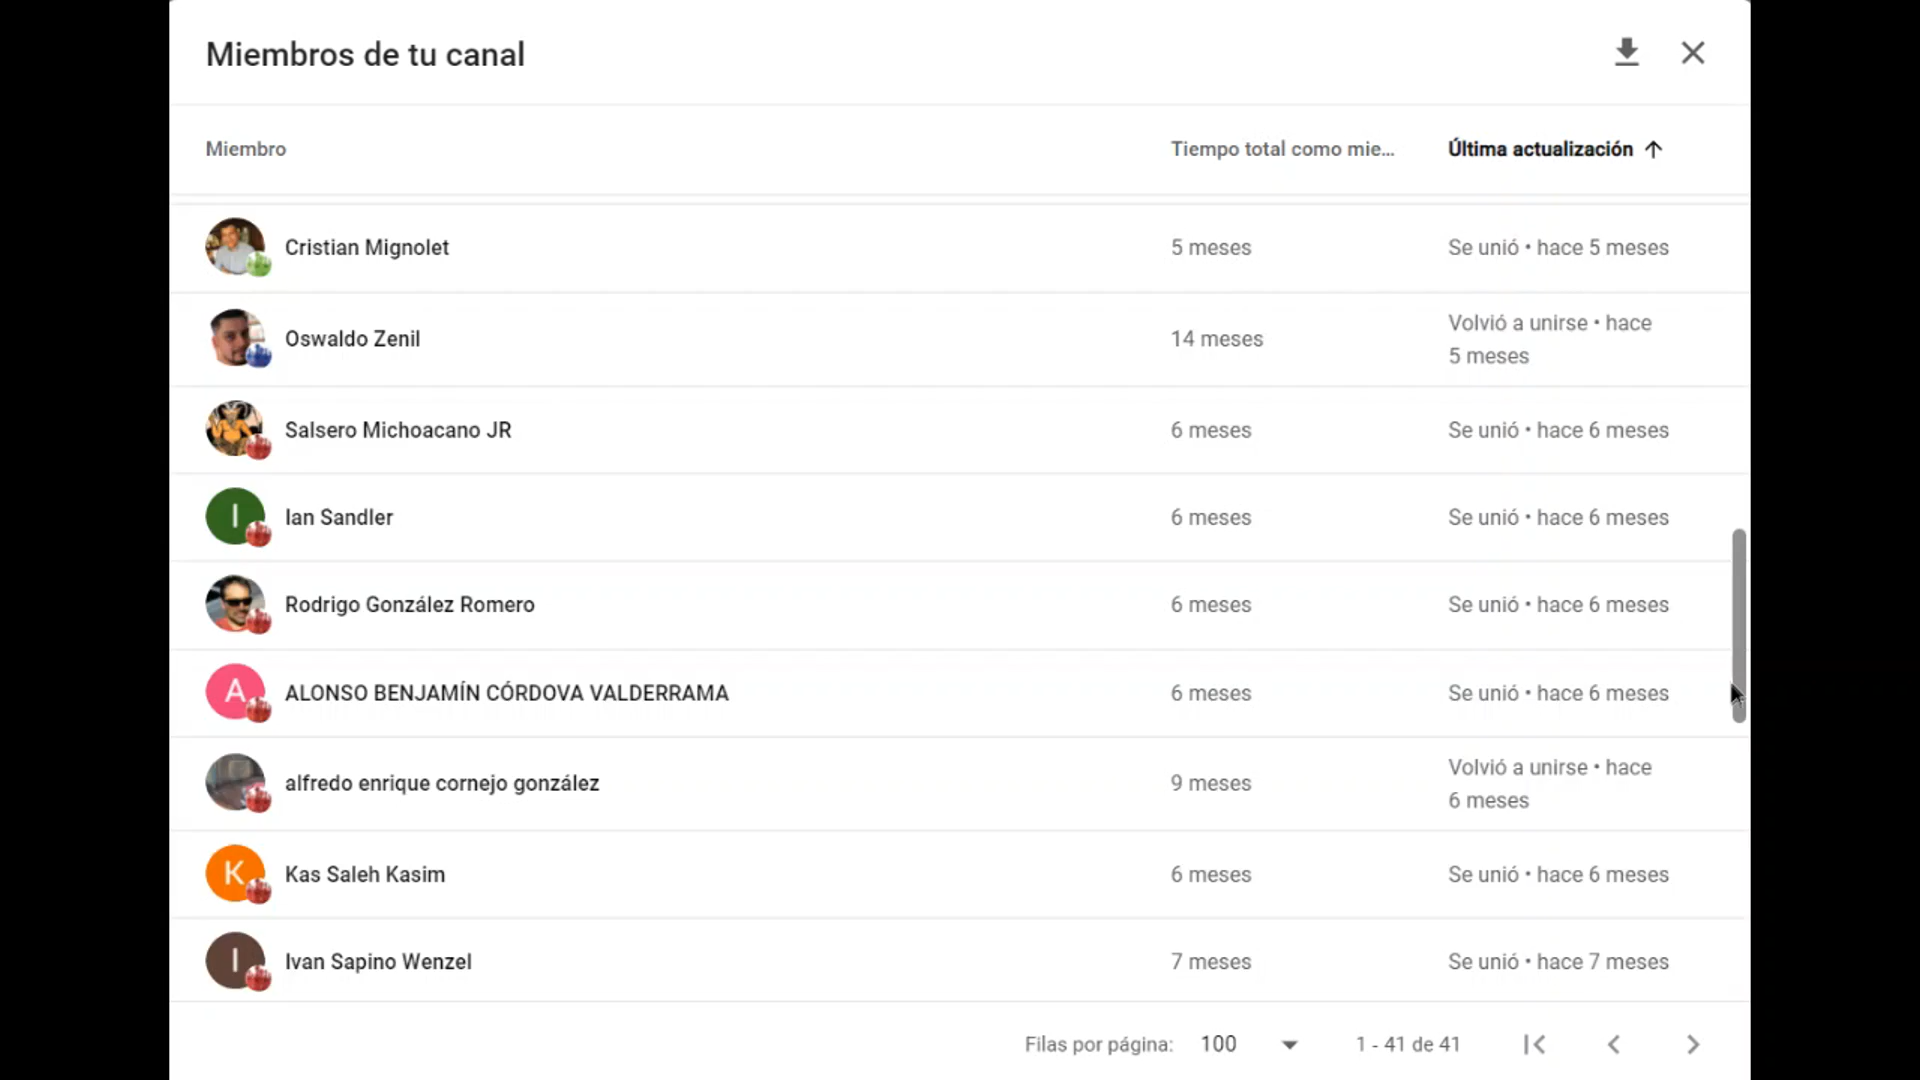 Miembros de tu canal
Miembro Tiempo total como mie... Última actualización
Cristian Mignolet 5 meses Se unió • hace 5 meses
Oswaldo Zenil 14 meses Volvió a unirse • hace
5 meses
Salsero Michoacano JR 6 meses Se unió • hace 6 meses
I Ian Sandler 6 meses Se unió • hace 6 meses
Rodrigo González Romero 6 meses Se unió • hace 6 meses
A ALONSO BENJAMÍN CÓRDOVA VALDERRAMA 6 meses Se unió • hace 6 meses
alfredo enrique cornejo gonzález 9 meses Volvió a unirse • hace
6 meses
K Kas Saleh Kasim 6 meses Se unió • hace 6 meses
I Ivan Sapino Wenzel 7 meses Se unió • hace 7 meses
Filas por página: 100 1 - 41 de 41